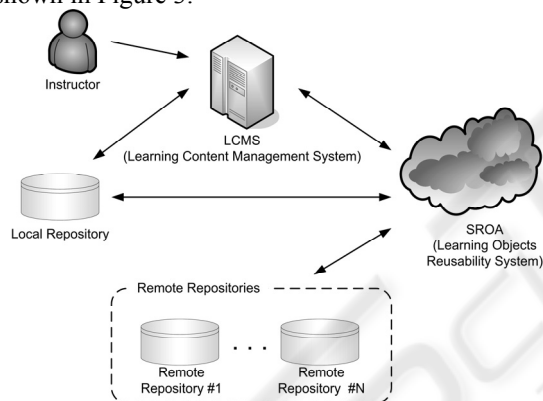 shown in Figure 3.
Instructor
LCMS
(Learning Content Management System)
Local Repository
SROA
(Learning Objects
Reusability System)
Remote Repositories
. . .
Remote
Repository #1
Remote
Repository #N